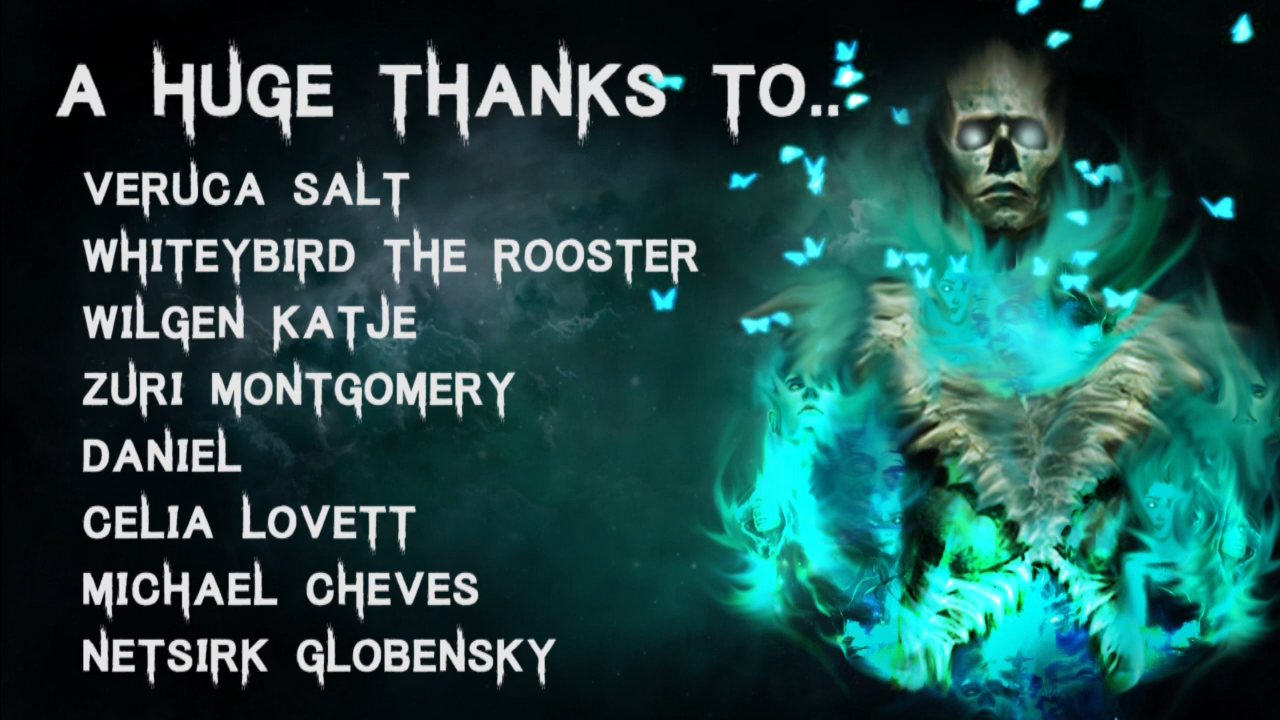 A HUGE THANKS TO..
VERUCA SALT
WHITEYBIRD THE ROOSTER
WILGEN KATJE
ZURI MONTGOMERY
DANIEL
CELIA LOVETT
MICHAEL CHEVES
NETSIRK GLOBENSKY